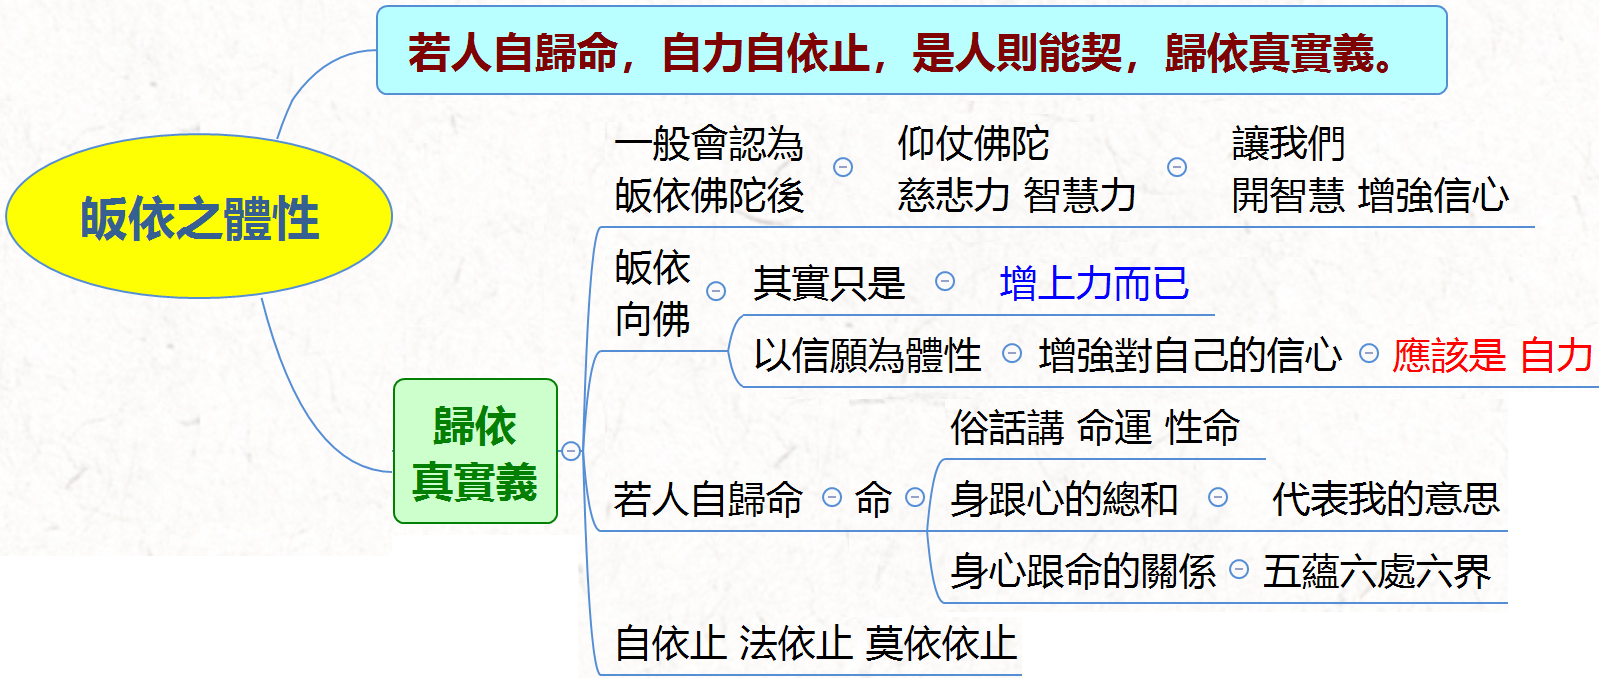 皈依之體性
若人自歸命，自力自依止，是人則能契，歸依真實義。
歸依
真實義
一般會認為
皈依佛陀後
仰仗佛陀
慈悲力 智慧力
讓我們
開智慧 增強信心
皈依
向佛
其實只是
增上力而已
以信願為體性
增強對自己的信心
應該是 自力
若人自歸命
命
俗話講 命運 性命
身跟心的總和
代表我的意思
身心跟命的關係
五蘊六處六界
自依止 法依止 莫依依止